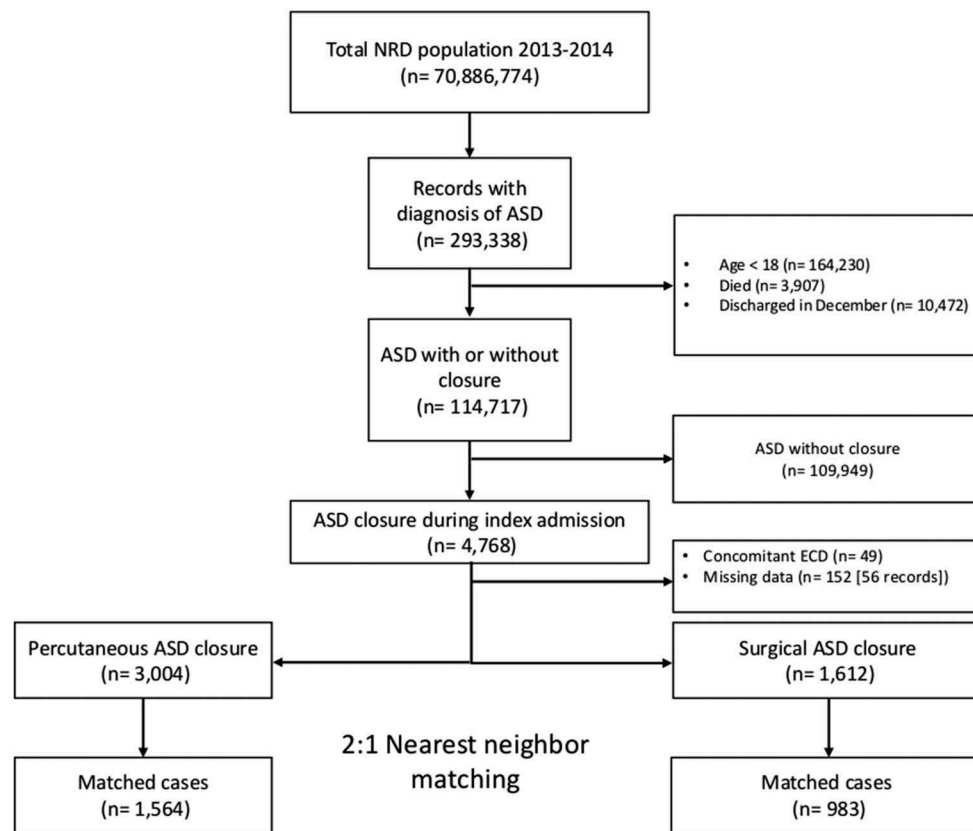 Total NRD population 2013-2014
(n= 70,886,774)
Records with
diagnosis of ASD
(n= 293,338)
• Age < 18 (n= 164,230)
• Died (n= 3,907)
• Discharged in December (n= 10,472)
ASD with or without
closure
(n= 114,717)
ASD without closure
(n= 109,949)
ASD closure during index admission
(n= 4,768)
• Concomitant ECD (n= 49)
• Missing data (n= 152 [56 records])
Percutaneous ASD closure
(n= 3,004)
Surgical ASD closure
(n= 1,612)
2:1 Nearest neighbor
matching
Matched cases
(n= 1,564)
Matched cases
(n= 983)